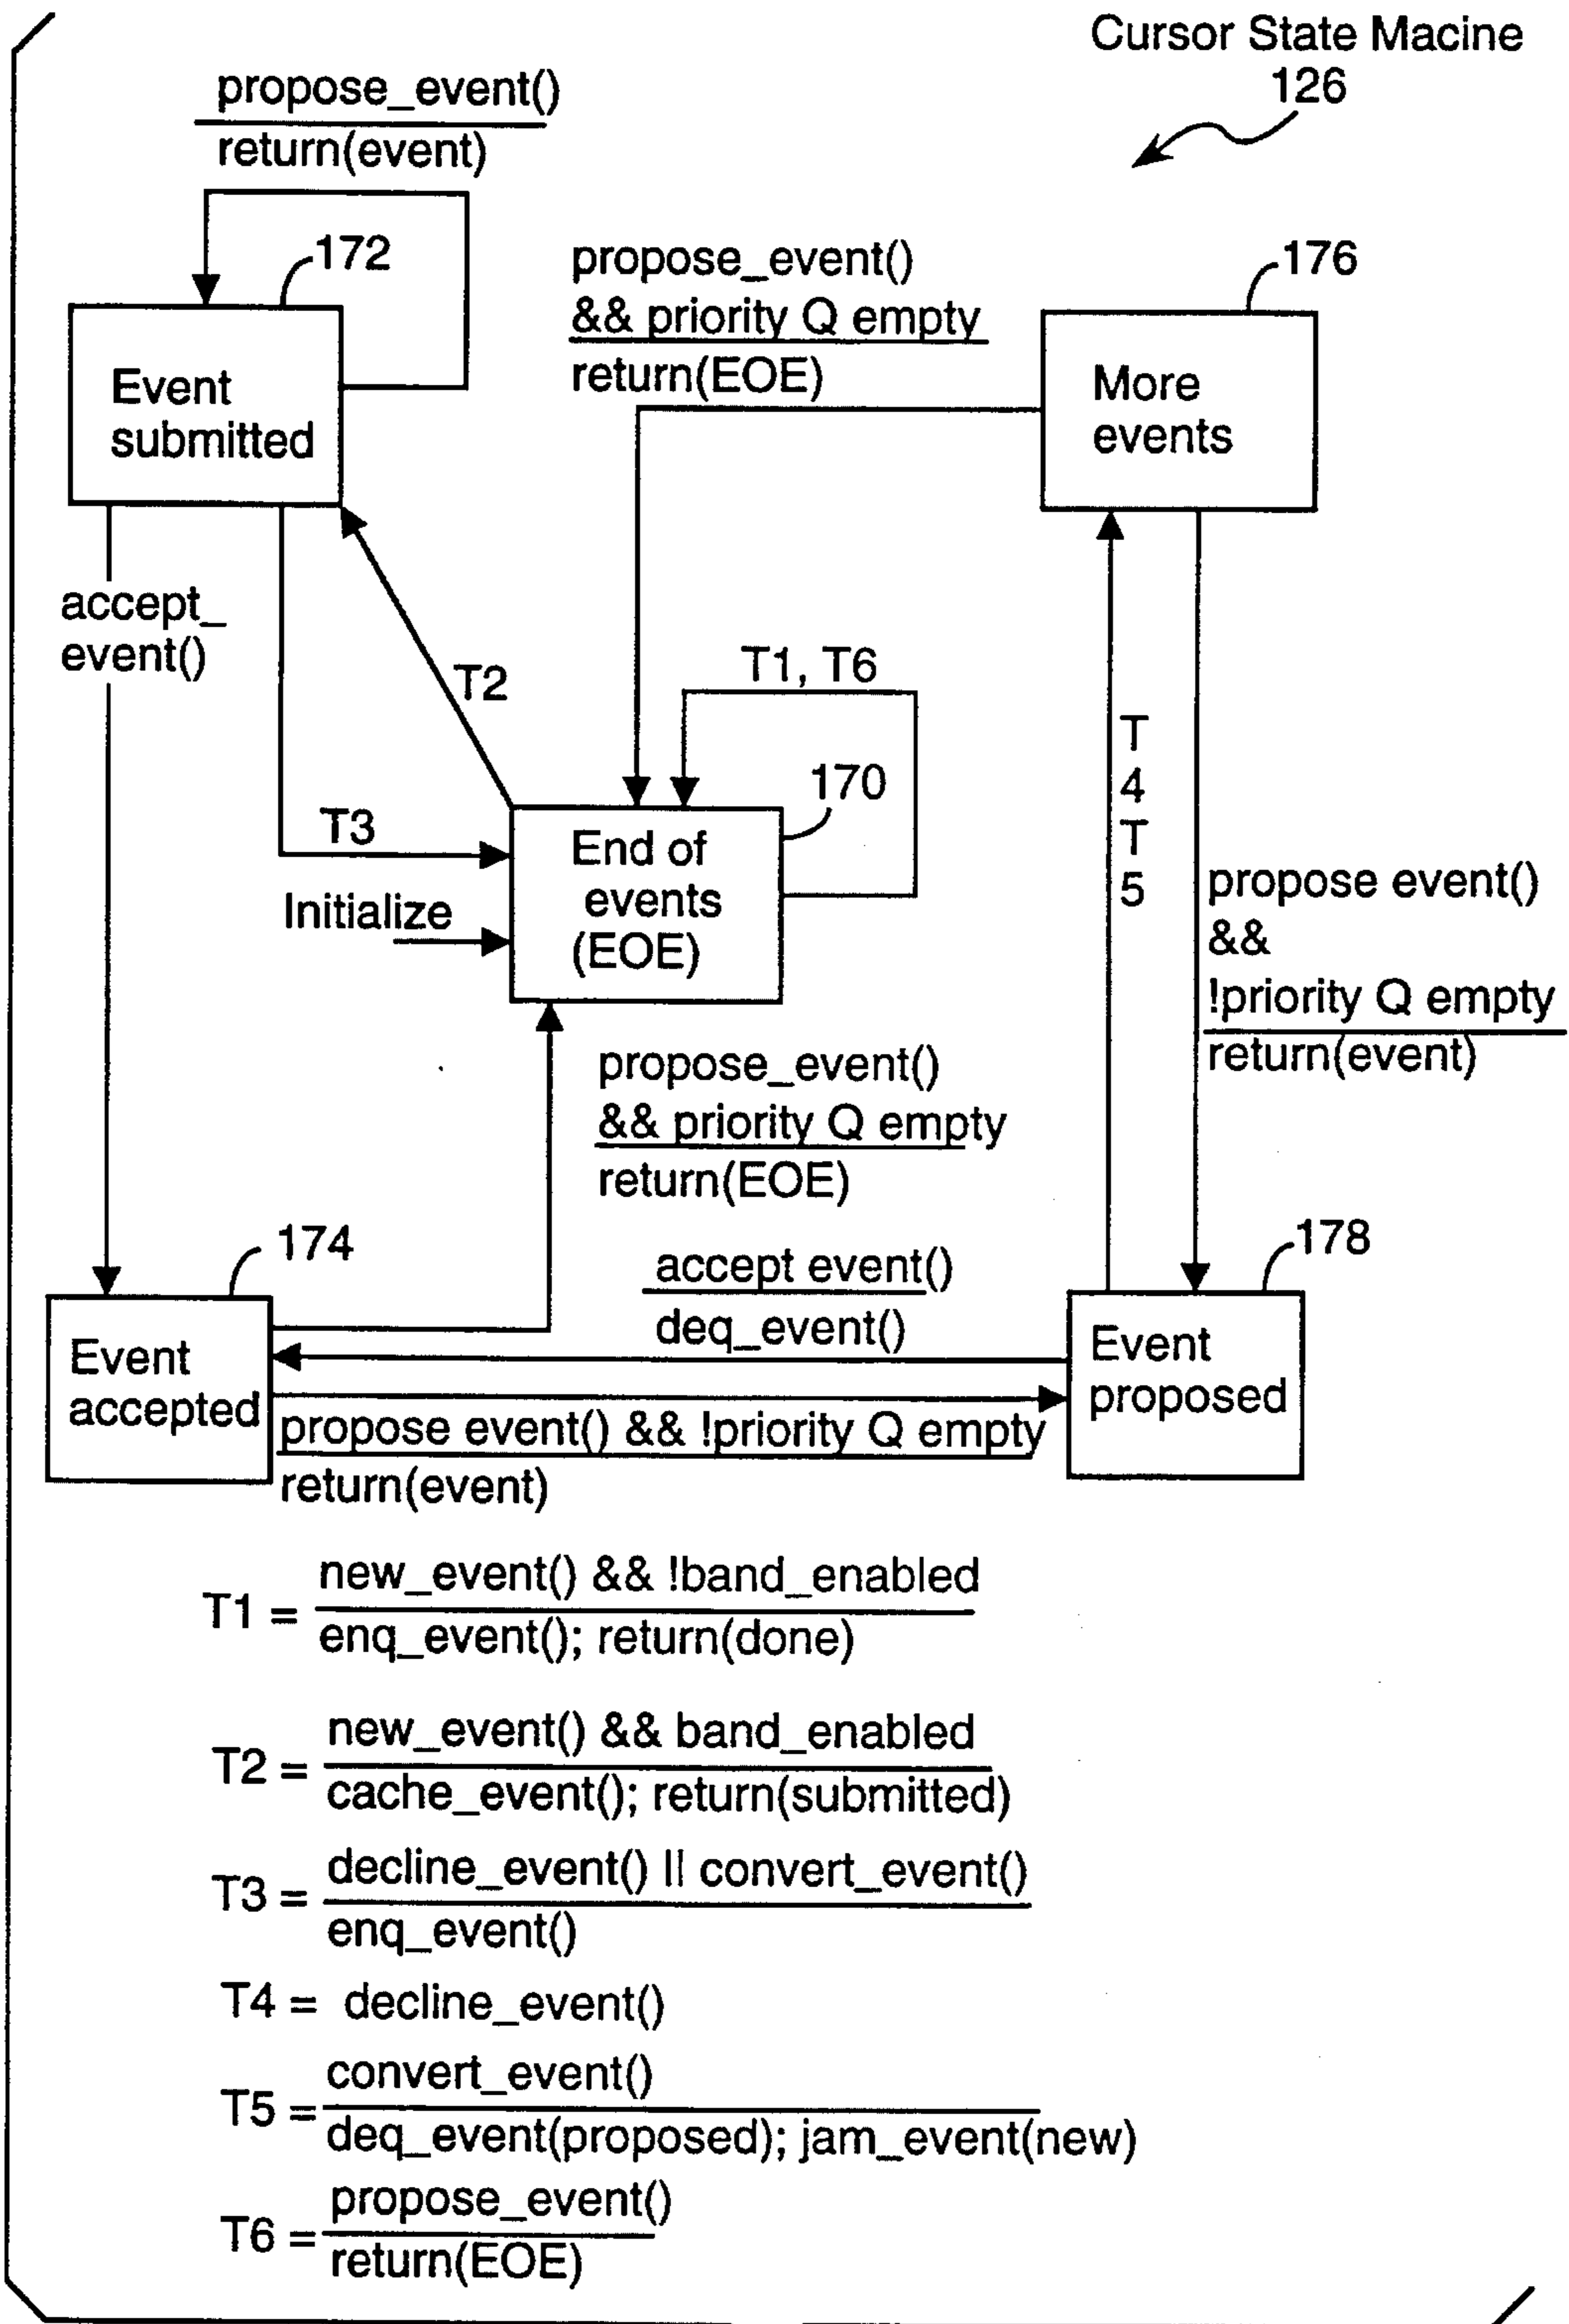 Cursor State Macine
126
propose_event()
return(event)
172
Event
submitted
propose_event()
&& priority Q empty
return(EOE)
176
More
events
accept_
event()
T2
T1, T6
T
4
T
5
170
T3
End of
events
(EOE)
Initialize
propose event()
&&
!priority Q empty
return(event)
propose_event()
&& priority Q empty
return(EOE)
174
accept event()
deq_event()
178
Event
accepted
Event
proposed
propose event() && !priority Q empty
return(event)
T1 = new_event() && !band_enabled
enq_event(); return(done)
T2 = new_event() && band_enabled
cache_event(); return(submitted)
T3 = decline_event() || convert_event()
enq_event()
T4 = decline_event()
T5 = convert_event()
deq_event(proposed); jam_event(new)
T6 = propose_event()
return(EOE)